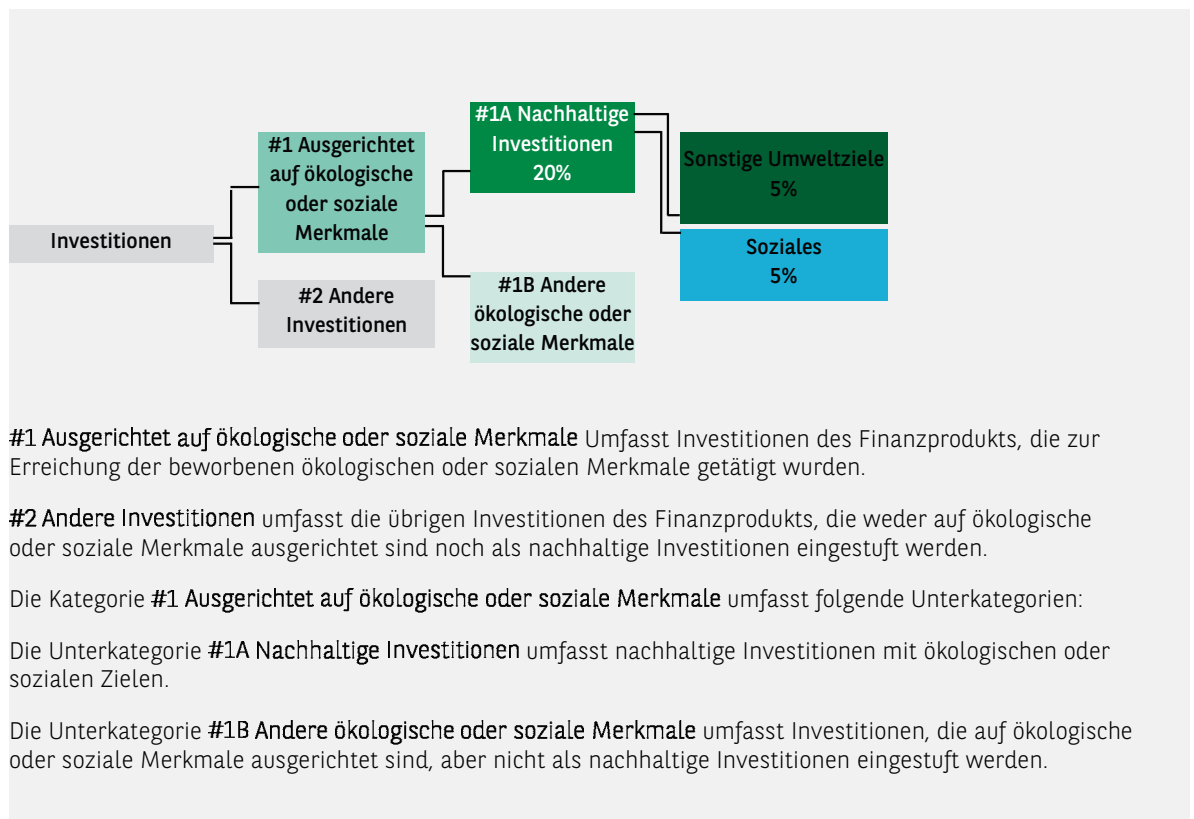 Investitionen
#1 Ausgerichtet
auf ökologische
oder soziale
Merkmale
#2 Andere
Investitionen
#1A Nachhaltige
Investitionen
20%
#1B Andere
ökologische oder
soziale Merkmale
Sonstige Umweltziele
5%
Soziales
5%
#1 Ausgerichtet auf ökologische oder soziale Merkmale Umfasst Investitionen des Finanzprodukts, die zur
Erreichung der beworbenen ökologischen oder sozialen Merkmale getätigt wurden.
#2 Andere Investitionen umfasst die übrigen Investitionen des Finanzprodukts, die weder auf ökologische
oder soziale Merkmale ausgerichtet sind noch als nachhaltige Investitionen eingestuft werden.
Die Kategorie #1 Ausgerichtet auf ökologische oder soziale Merkmale umfasst folgende Unterkategorien:
Die Unterkategorie #1A Nachhaltige Investitionen umfasst nachhaltige Investitionen mit ökologischen oder
sozialen Zielen.
Die Unterkategorie #1B Andere ökologische oder soziale Merkmale umfasst Investitionen, die auf ökologische
oder soziale Merkmale ausgerichtet sind, aber nicht als nachhaltige Investitionen eingestuft werden.